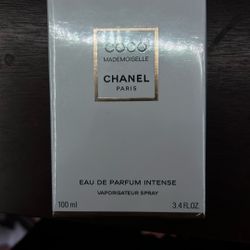 COCO
MADEMOISELLE
CHANEL
PARIS
EAU DE PARFUM INTENSE
VAPORISATEUR SPRAY
100 ml 3.4 FL.OZ.